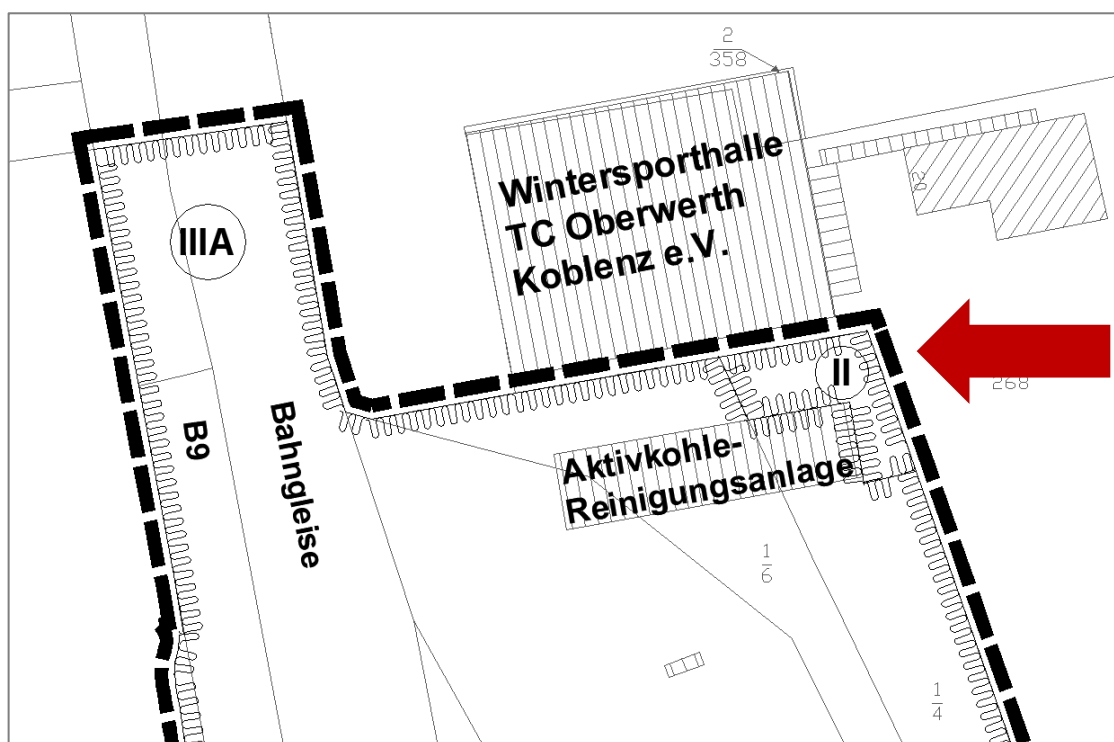 2
358
Wintersporthalle
TC Oberwerth
Koblenz e.V.
20
IIIA
II
268
B9
Bahngleise
Aktivkohle-
Reinigungsanlage
1
6
1
4